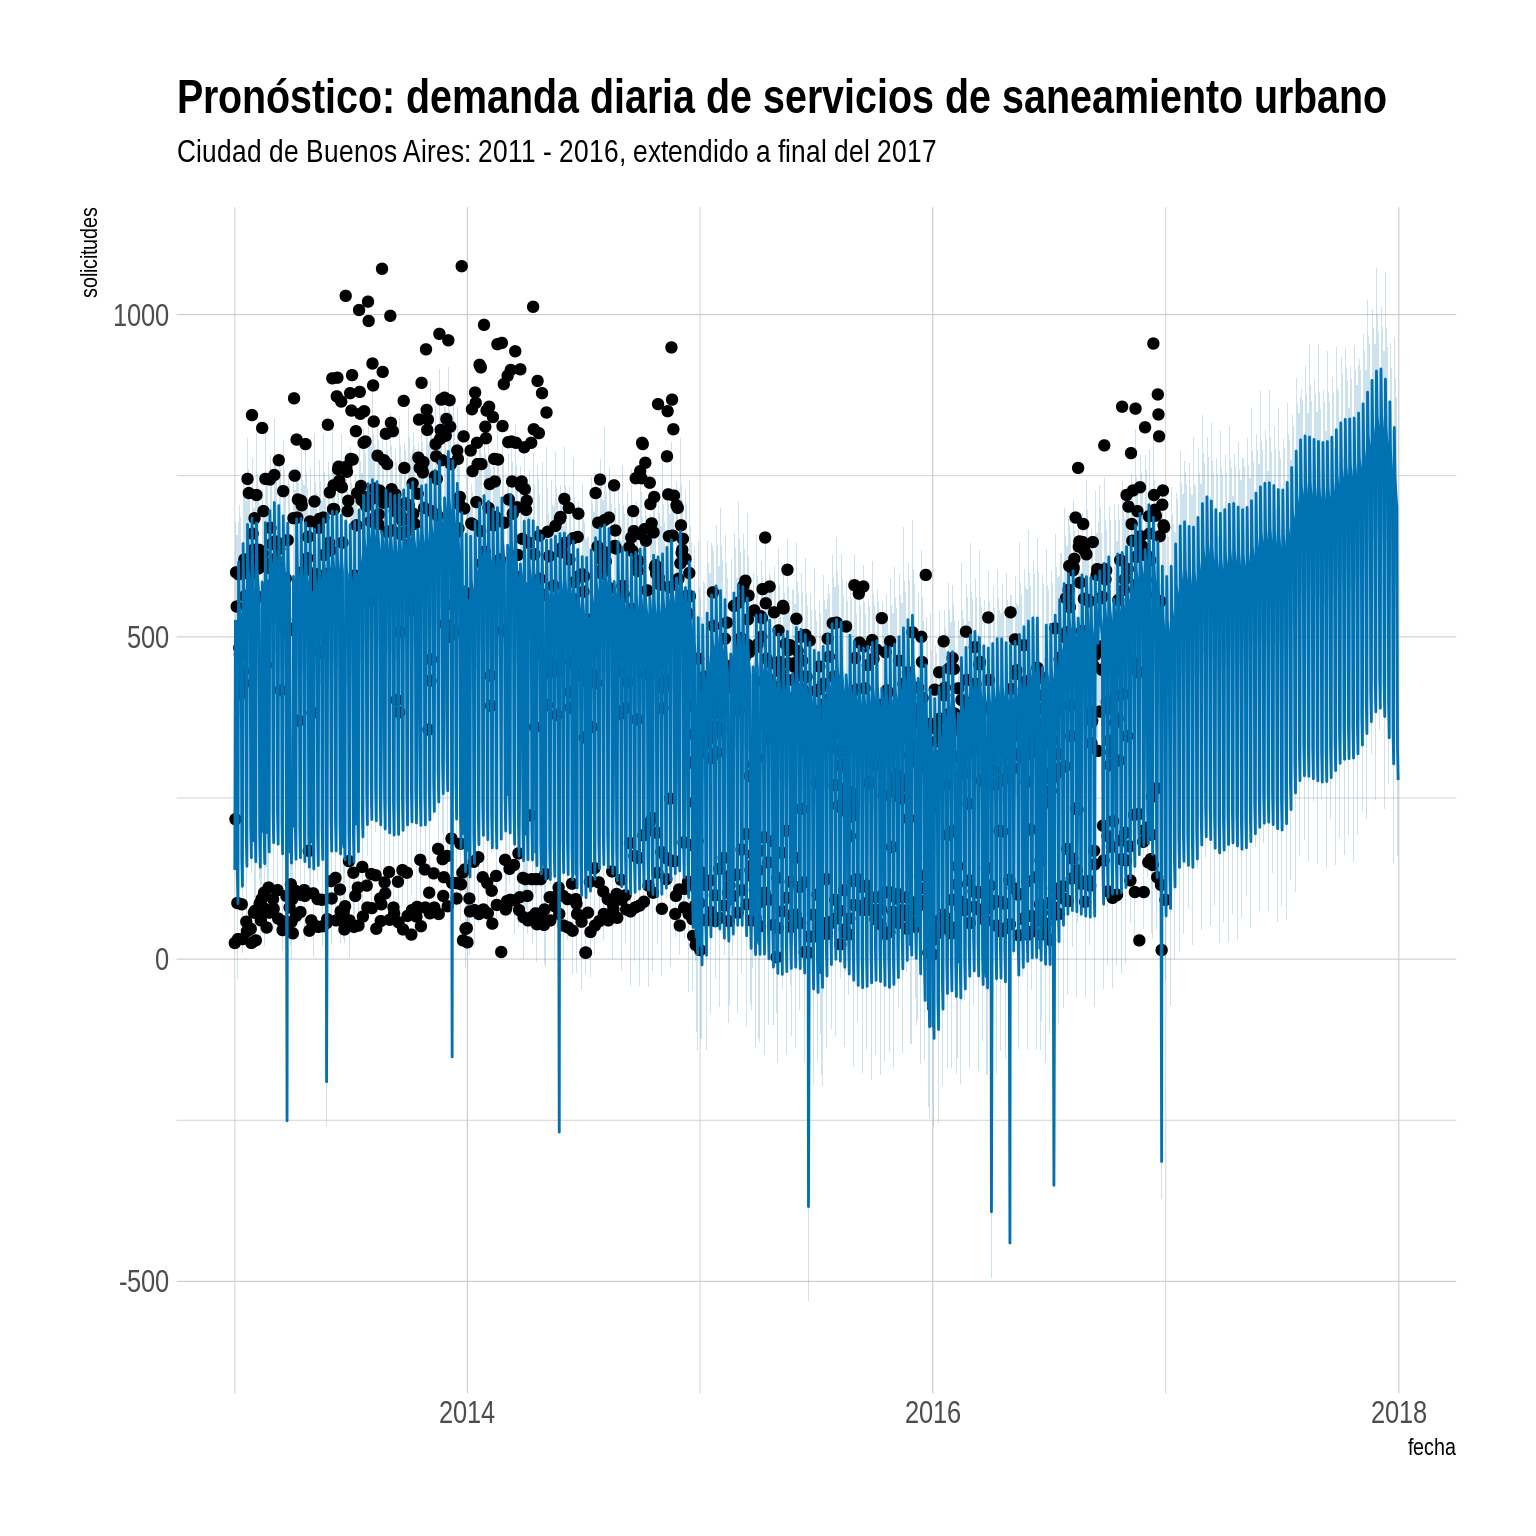 Pronóstico: demanda diaria de servicios de saneamiento urbano
Ciudad de Buenos Aires: 2011 - 2016, extendido a final del 2017
solicitudes
1000
500
0
-500
2014
2016
2018
fecha